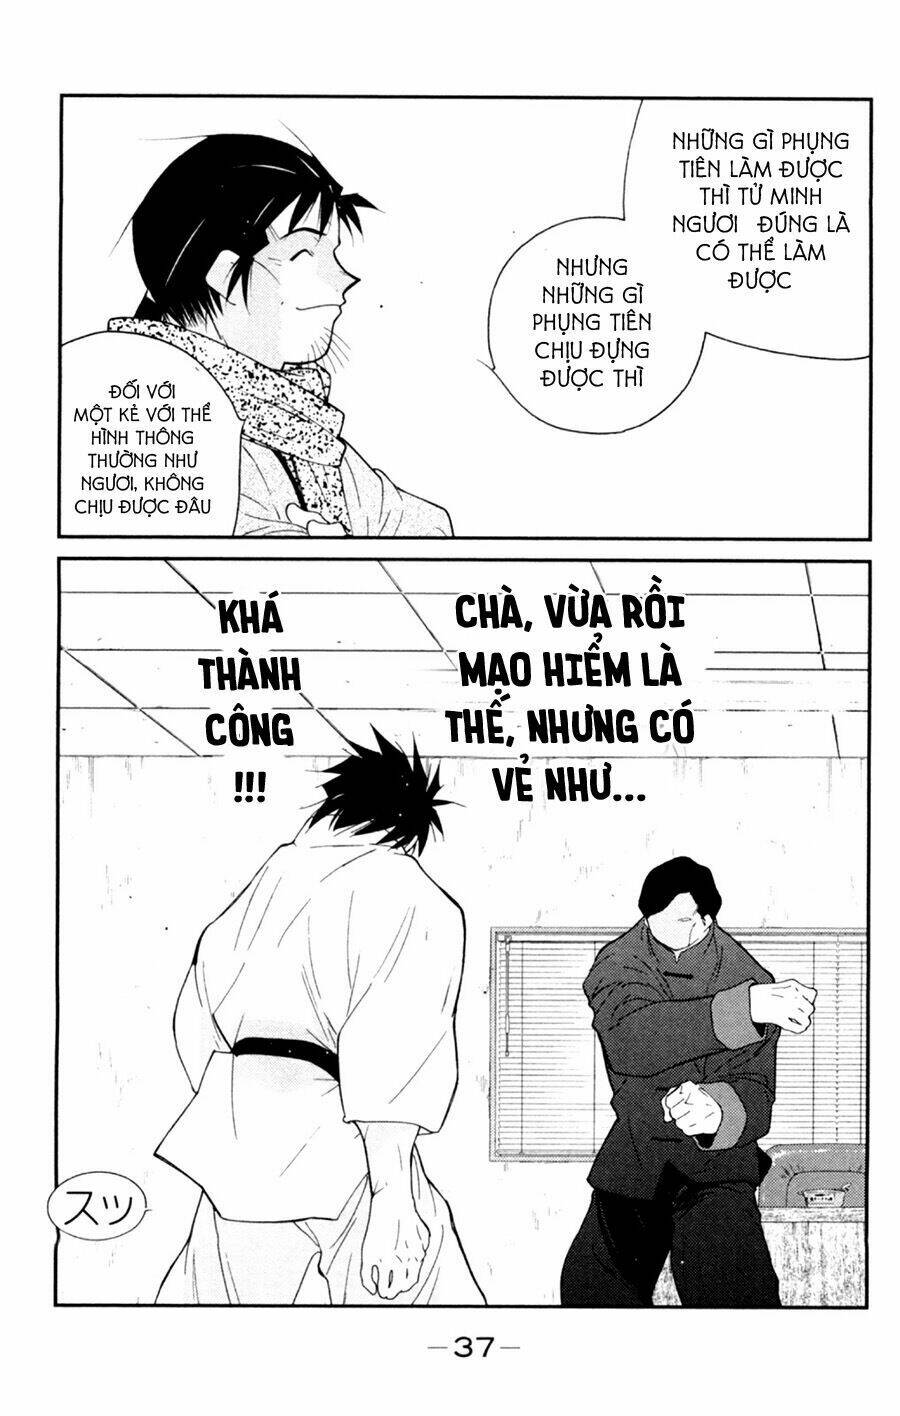 NHỮNG GÌ PHỤNG
TIÊN LÀM ĐƯỢC
THÌ TỬ MINH
NGƯƠI ĐÚNG LÀ
CÓ THỂ LÀM
ĐƯỢC
NHƯNG
NHỮNG GÌ
PHỤNG TIÊN
CHỊU ĐỰNG
ĐƯỢC THÌ
ĐỐI VỚI
MỘT KẺ VỚI THỂ
HÌNH THÔNG
THƯỜNG NHƯ
NGƯƠI, KHÔNG
CHỊU ĐƯỢC ĐÂU
CHÀ, VỪA RỒI
MẠO HIỂM LÀ
THẾ, NHƯNG CÓ
VẺ NHƯ...
KHÁ
THÀNH
CÔNG
!!!
スッ
－37－